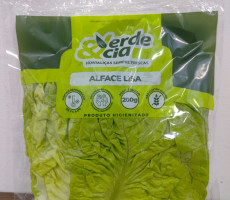 Verde
& cia
ALFACE LISA
200g
PRODUTO HIGIENIZADO